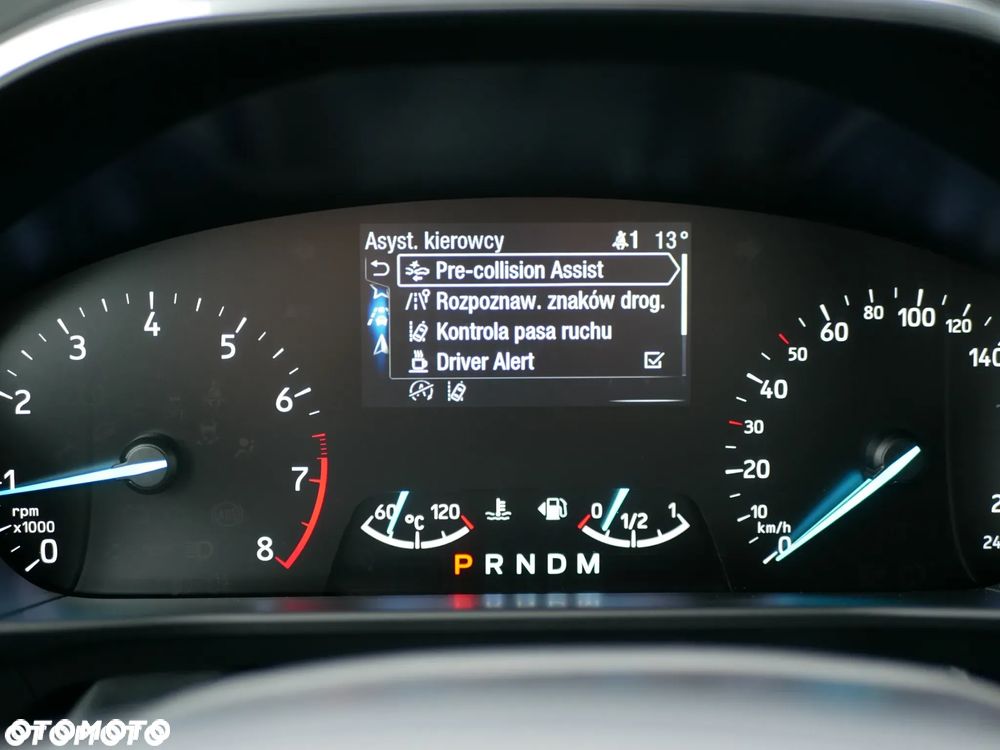 Asyst. kierowcy 1 13°
Pre-collision Assist
Rozpoznaw. znaków drog.
Kontrola pasa ruchu
Driver Alert
0 1 2 3 4 5 6 7 8
rpm
x1000
0 10 20 30 40 50 60 80 100 120 140
km/h
60 °C 120
0 1/2 1
P R N D M
OTOMOTO